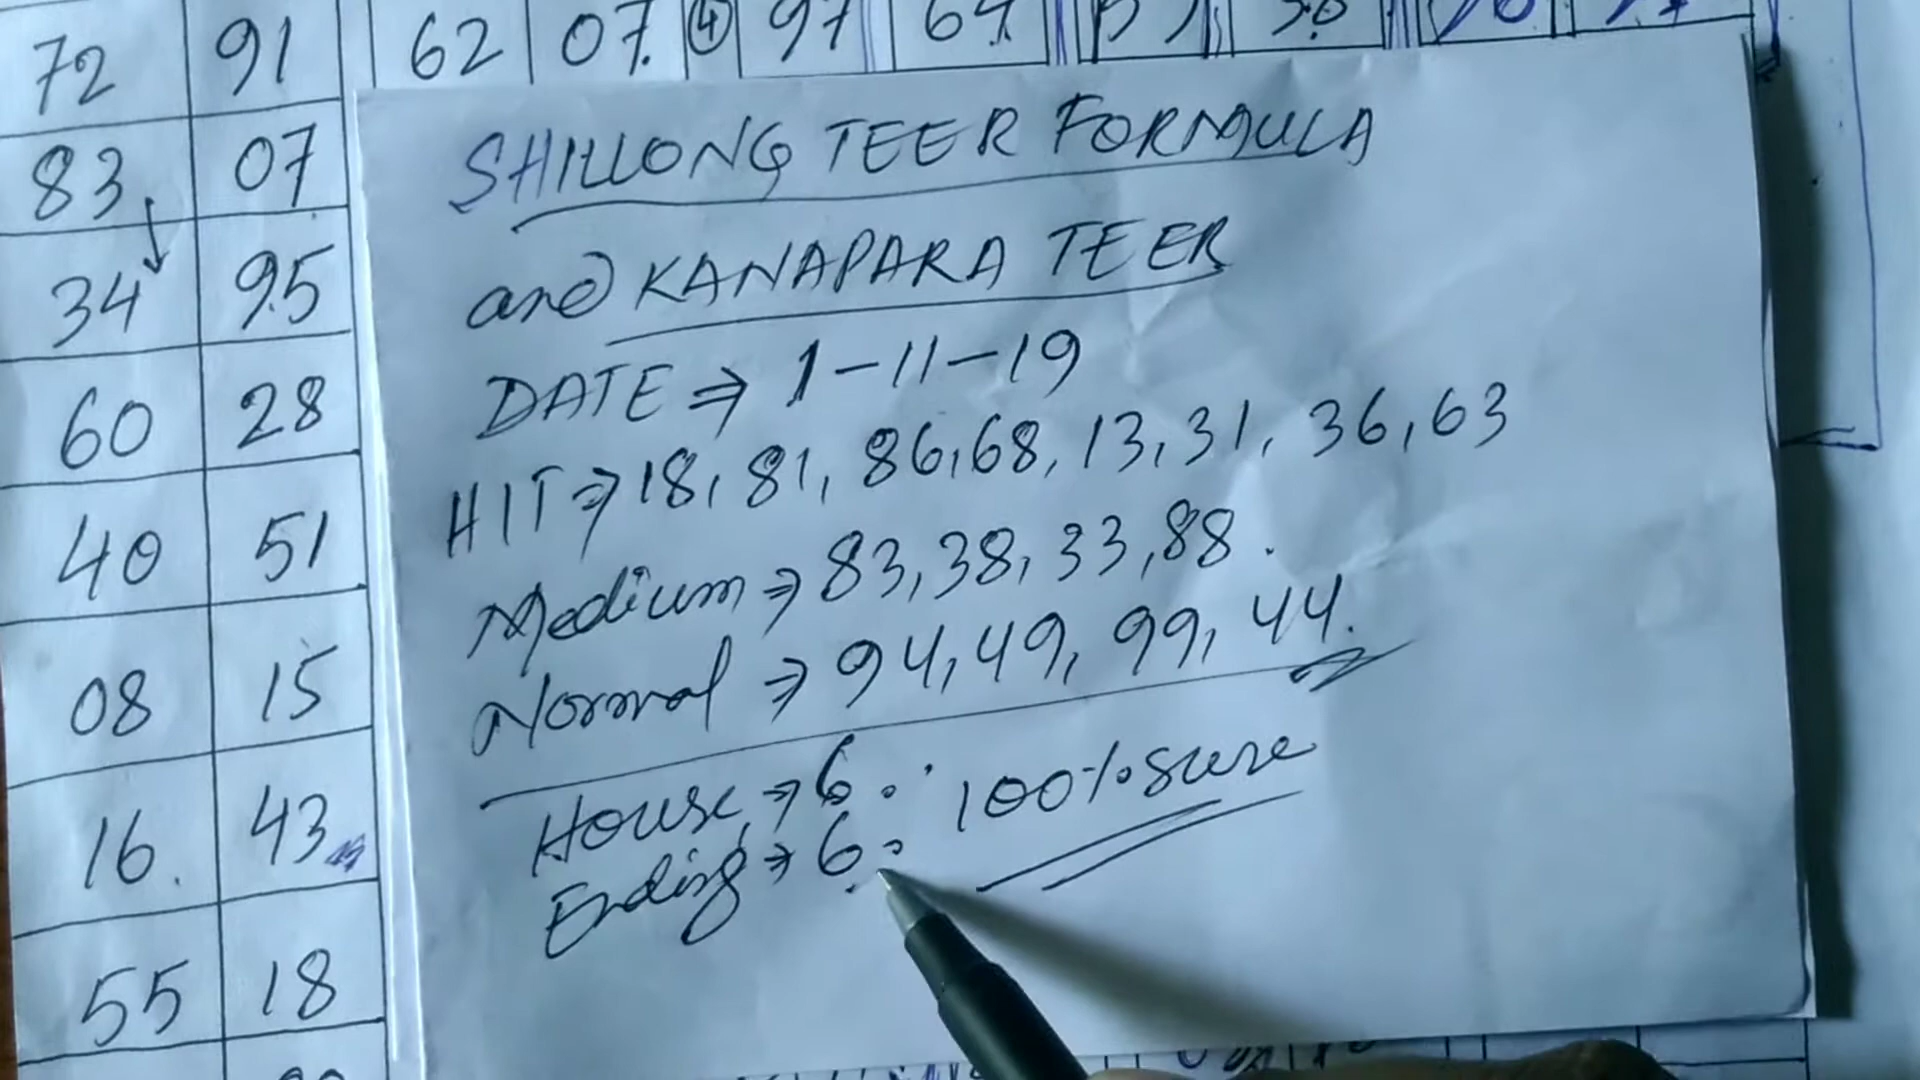 72 91 62 07. 4 97 64.
83 07
34 95
60 28
40 51
08 15
16. 43
55 18
SHILLONG TEER FORMULA
and KANAPARA TEER
DATE ⇒ 1-11-19
HIT ⇒ 18, 81, 86, 68, 13, 31, 36, 63
Medium ⇒ 83, 38, 33, 88.
Normal ⇒ 94, 49, 99, 44.
House → 6. 100% sure
Ending → 6.